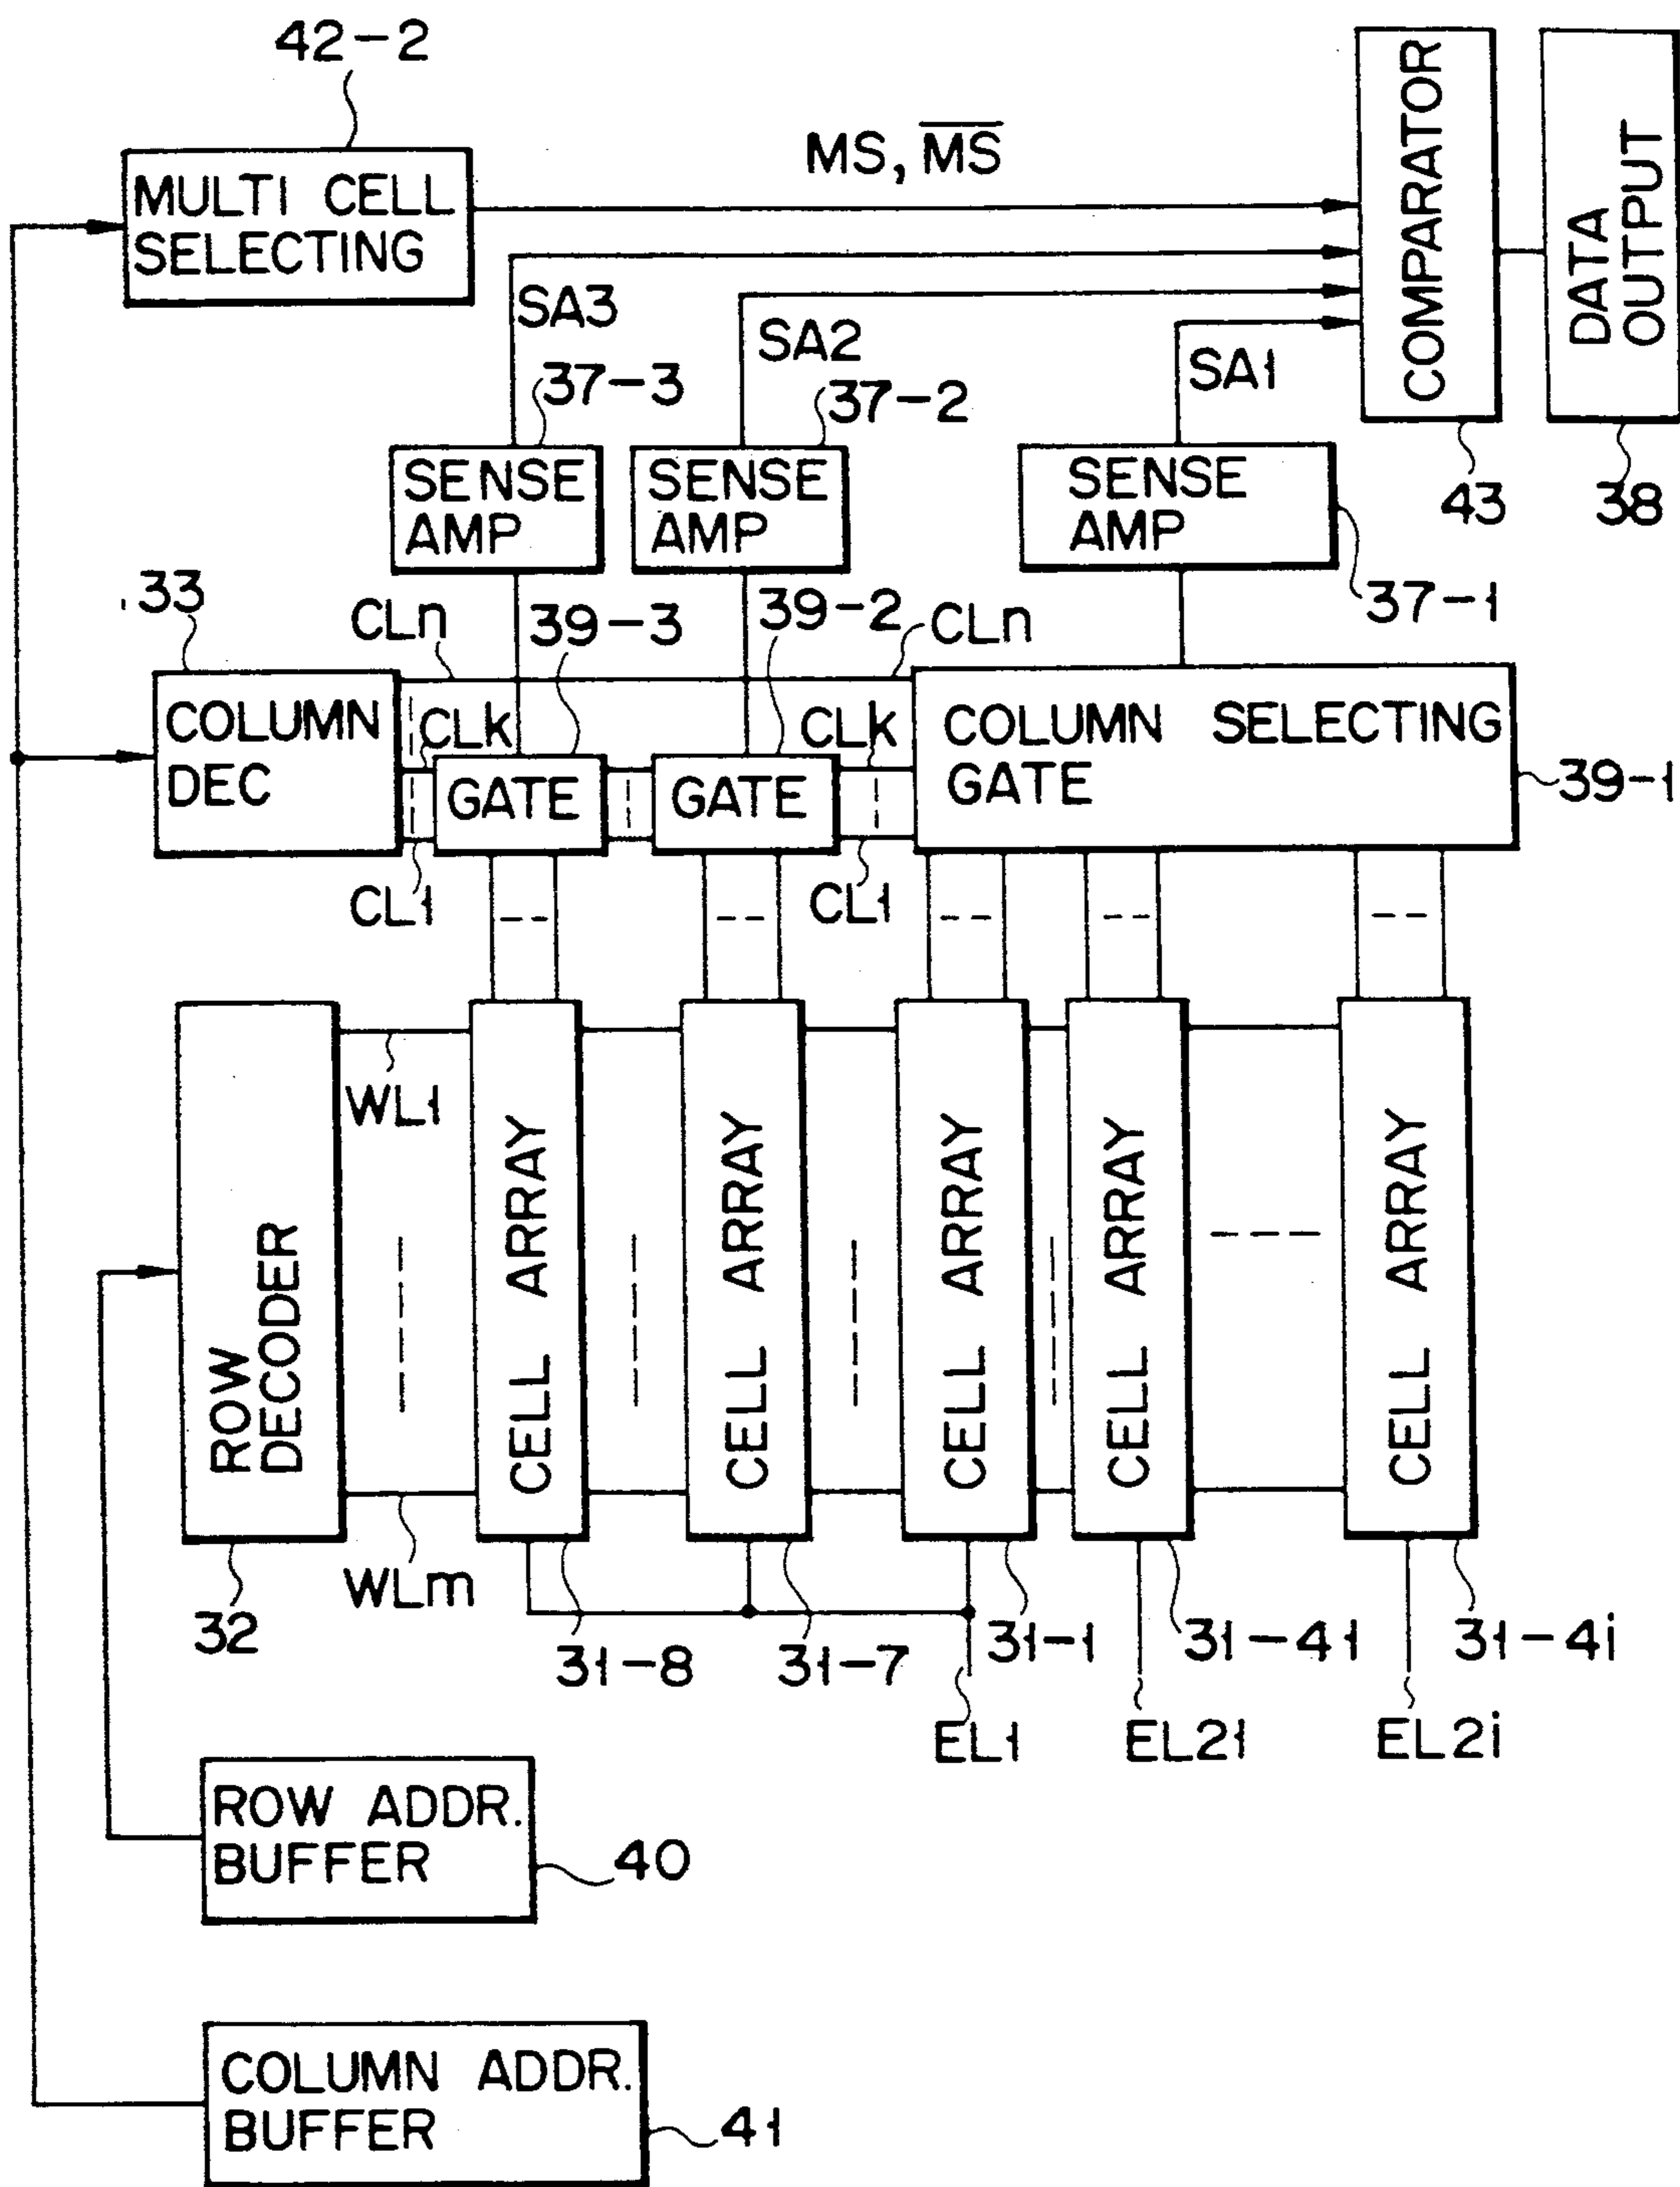 42-2
MULTI CELL
SELECTING
MS, M̅S̅
COMPARATOR
DATA
OUTPUT
SA3
SA2
SA1
37-3
37-2
SENSE
AMP
SENSE
AMP
SENSE
AMP
43
38
37-1
33
CLn
39-3
39-2
CLn
COLUMN
DEC
CLk
GATE
CLk
GATE
COLUMN SELECTING
GATE
39-1
CL1
CL1
ROW
DECODER
WL1
CELL ARRAY
CELL ARRAY
CELL ARRAY
CELL ARRAY
CELL ARRAY
WLm
32
31-8
31-7
31-1
31-41
31-4i
EL1
EL21
EL2i
ROW ADDR.
BUFFER
40
COLUMN ADDR.
BUFFER
41